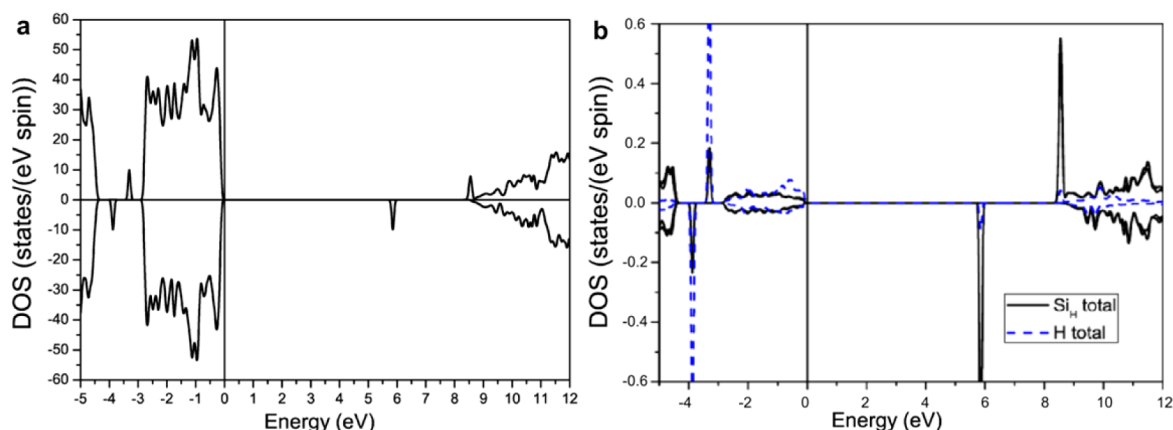 a
DOS (states/(eV spin))
60
50
40
30
20
10
0
-10
-20
-30
-40
-50
-60
-5 -4 -3 -2 -1 0 1 2 3 4 5 6 7 8 9 10 11 12
Energy (eV)
b
DOS (states/(eV spin))
0.6
0.4
0.2
0.0
-0.2
-0.4
-0.6
SiH total
H total
-4 -2 0 2 4 6 8 10 12
Energy (eV)